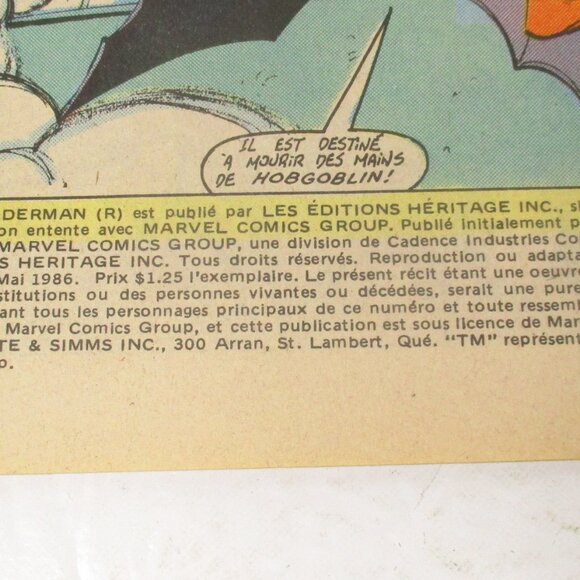 IL EST DESTINÉ
À MOURIR DES MAINS
DE HOBGOBLIN!
DERMAN (R) est publié par LES ÉDITIONS HÉRITAGE INC., si
on entente avec MARVEL COMICS GROUP. Publié initialement p
MARVEL COMICS GROUP, une division de Cadence Industries Co
S HERITAGE INC. Tous droits réservés. Reproduction ou adapta
Mai 1986. Prix $1.25 l'exemplaire. Le présent récit étant une oeuvre
stitutions ou des personnes vivantes ou décédées, serait une pure
ant tous les personnages principaux de ce numéro et toute ressem
Marvel Comics Group, et cette publication est sous licence de Mar
TE & SIMMS INC., 300 Arran, St. Lambert, Qué. "TM" représent
o.